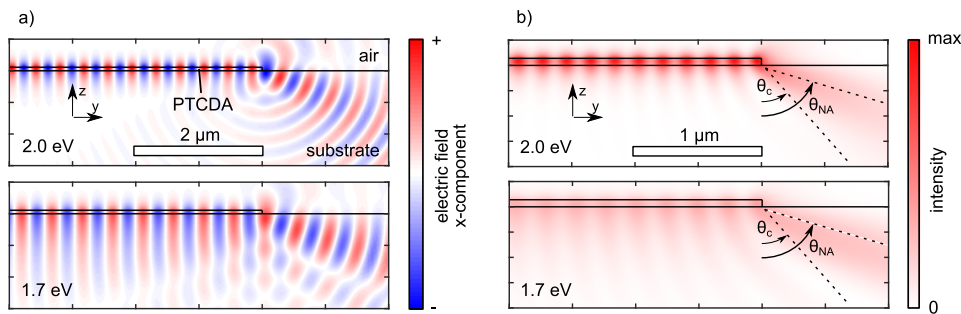 a)
air
z
y
PTCDA
2 µm
2.0 eV
substrate
1.7 eV
+
-
electric field
x-component
b)
z
y
θc
θNA
1 µm
2.0 eV
θc
θNA
1.7 eV
max
0
intensity